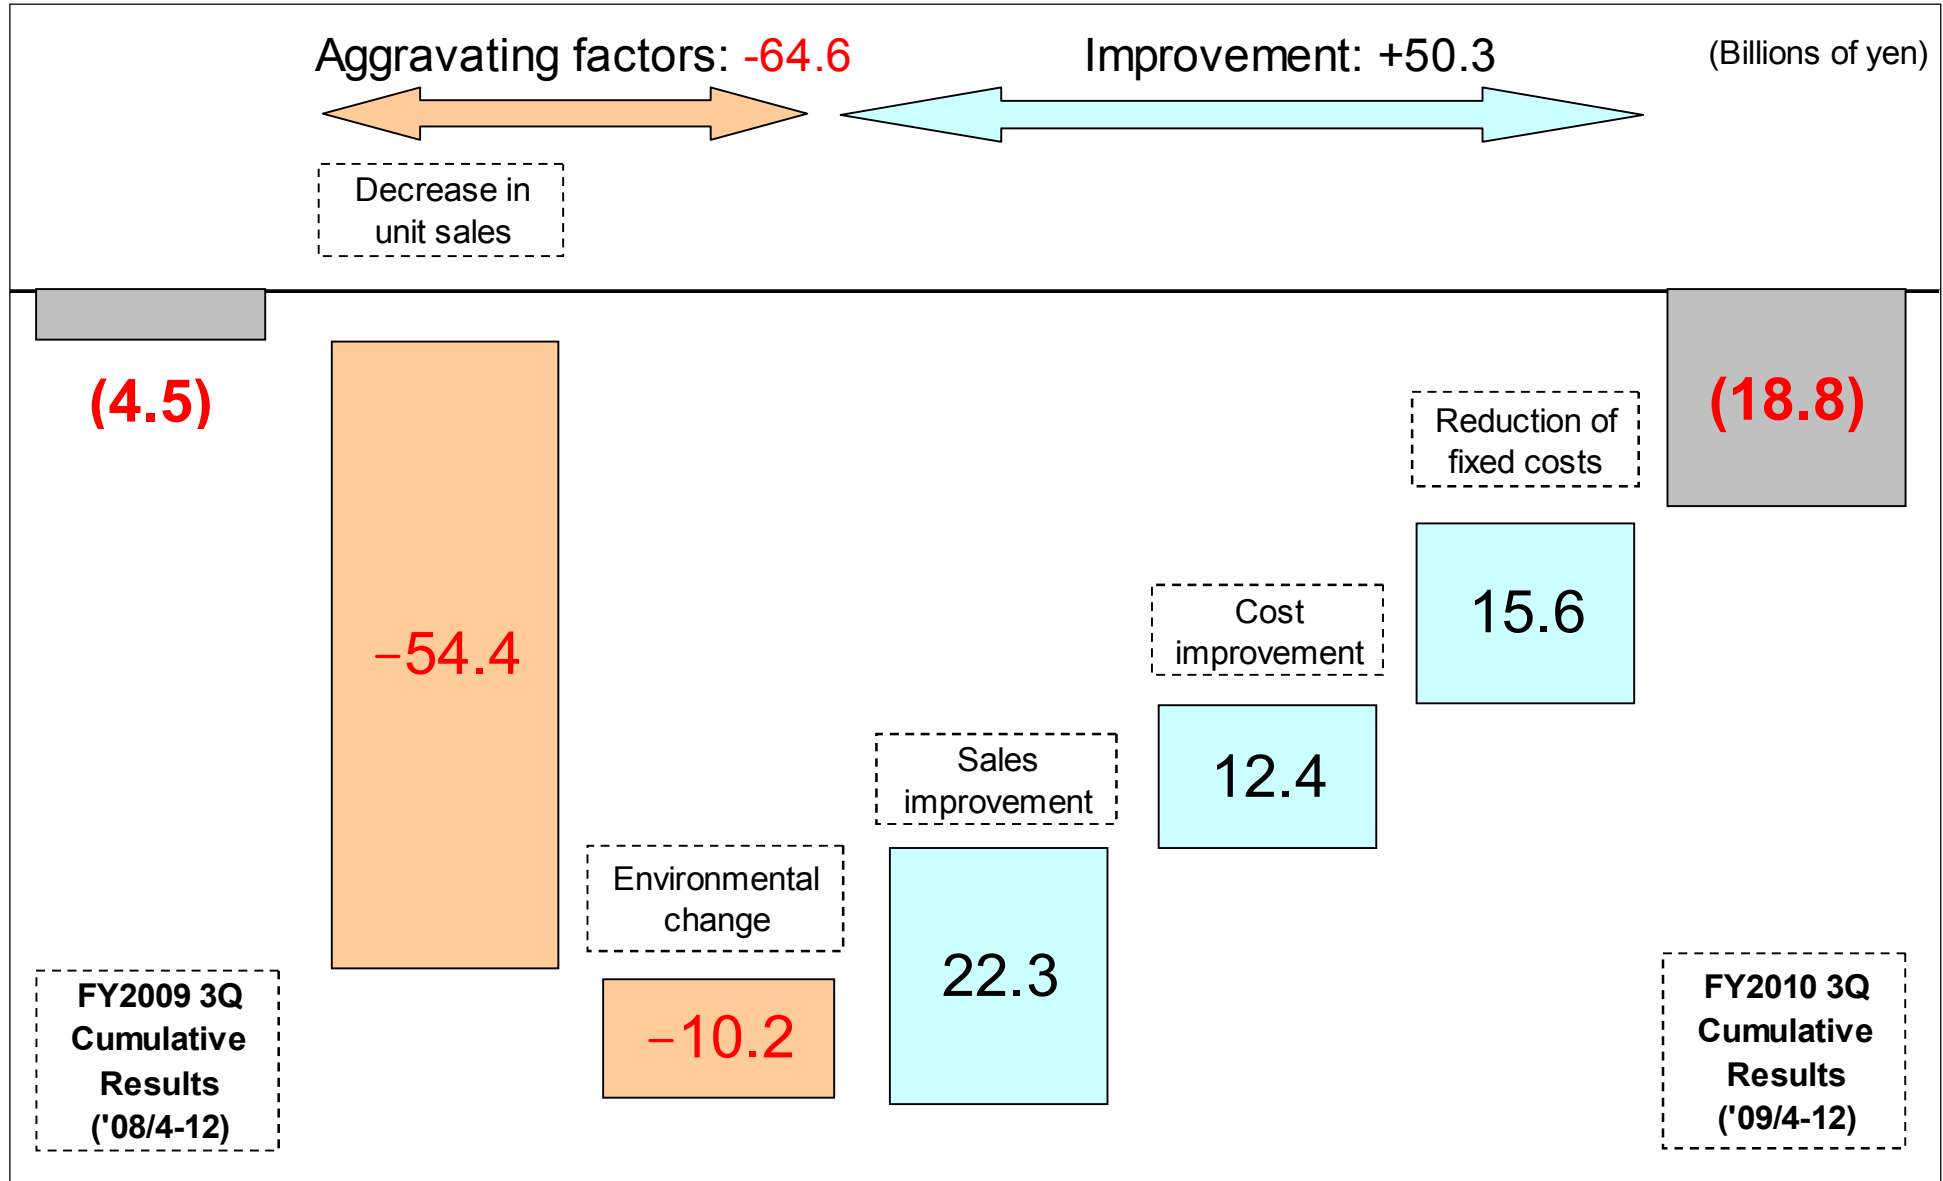 Aggravating factors: -64.6
Improvement: +50.3
(Billions of yen)
Decrease in
unit sales
(4.5)
−54.4
Environmental
change
−10.2
Sales
improvement
22.3
Cost
improvement
12.4
Reduction of
fixed costs
15.6
(18.8)
FY2009 3Q
Cumulative
Results
('08/4-12)
FY2010 3Q
Cumulative
Results
('09/4-12)